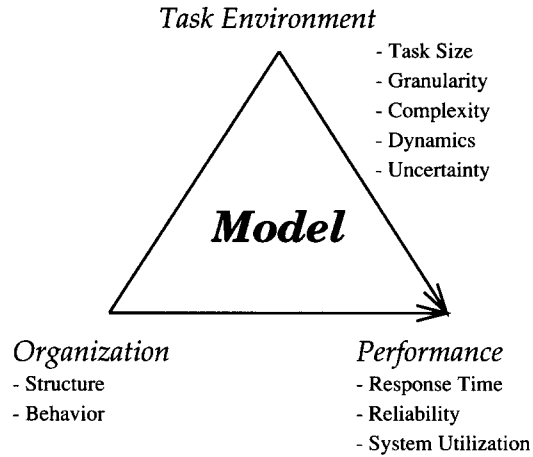 Task Environment
- Task Size
- Granularity
- Complexity
- Dynamics
- Uncertainty
Model
Organization
- Structure
- Behavior
Performance
- Response Time
- Reliability
- System Utilization